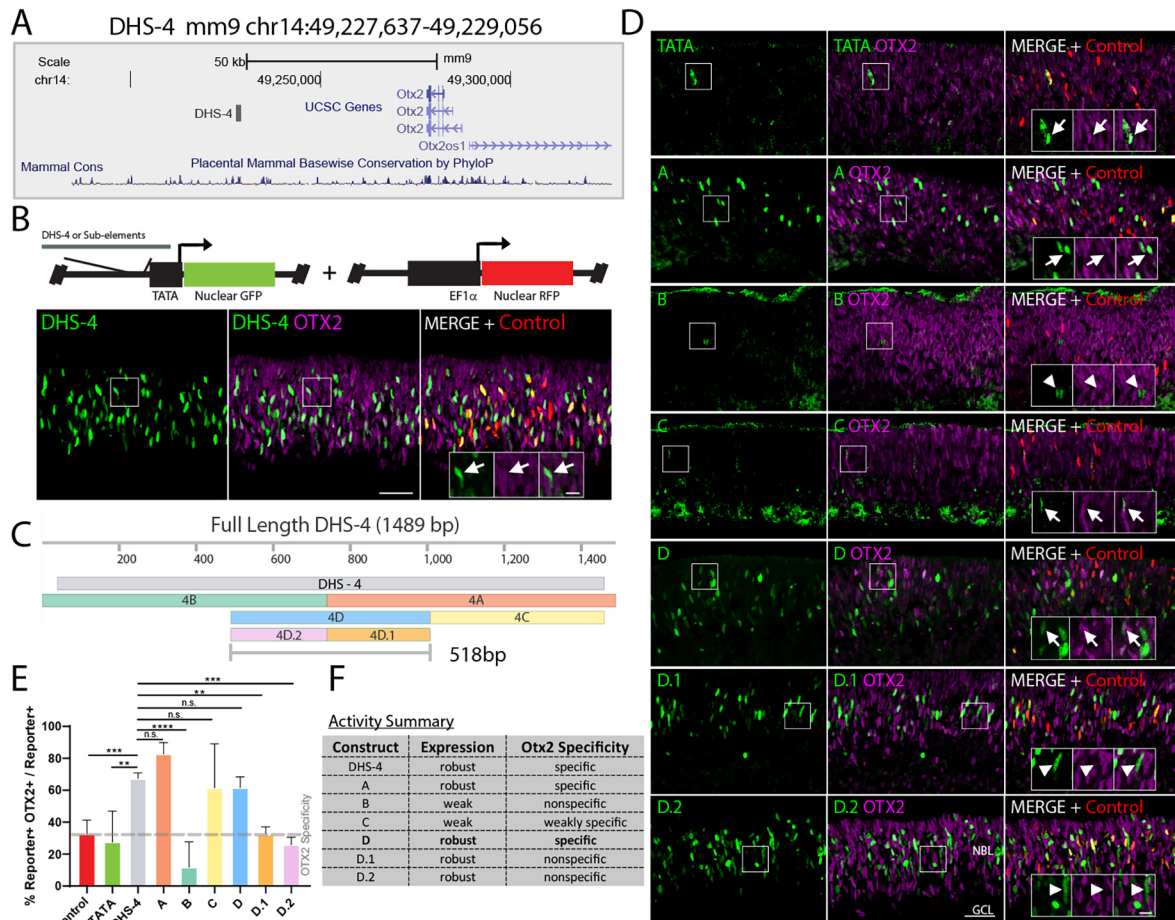 A
DHS-4 mm9 chr14:49,227,637-49,229,056
Scale
chr14:
50 kb
mm9
49,250,000
49,300,000
DHS-4
UCSC Genes
Otx2
Otx2
Otx2
Otx2os1
Mammal Cons
Placental Mammal Basewise Conservation by PhyloP
B
DHS-4 or Sub-elements
TATA
Nuclear GFP
+
EF1α
Nuclear RFP
DHS-4
DHS-4 OTX2
MERGE + Control
C
Full Length DHS-4 (1489 bp)
200
400
600
800
1,000
1,200
1,400
DHS - 4
4B
4A
4D
4C
4D.2
4D.1
518bp
E
% Reporter+ OTX2+ / Reporter+
100
80
60
40
20
0
***
**
n.s.
n.s.
****
n.s.
***
**
OTX2 Specificity
ontrol
TATA
DHS-4
A
B
C
D
D.1
D.2
F
Activity Summary
Construct Expression Otx2 Specificity
DHS-4 robust specific
A robust specific
B weak nonspecific
C weak weakly specific
D robust specific
D.1 robust nonspecific
D.2 robust nonspecific
D
TATA
TATA OTX2
MERGE + Control
A
A OTX2
MERGE + Control
B
B OTX2
MERGE + Control
C
C OTX2
MERGE + Control
D
D OTX2
MERGE + Control
D.1
D.1 OTX2
MERGE + Control
D.2
D.2 OTX2
MERGE + Control
NBL
GCL